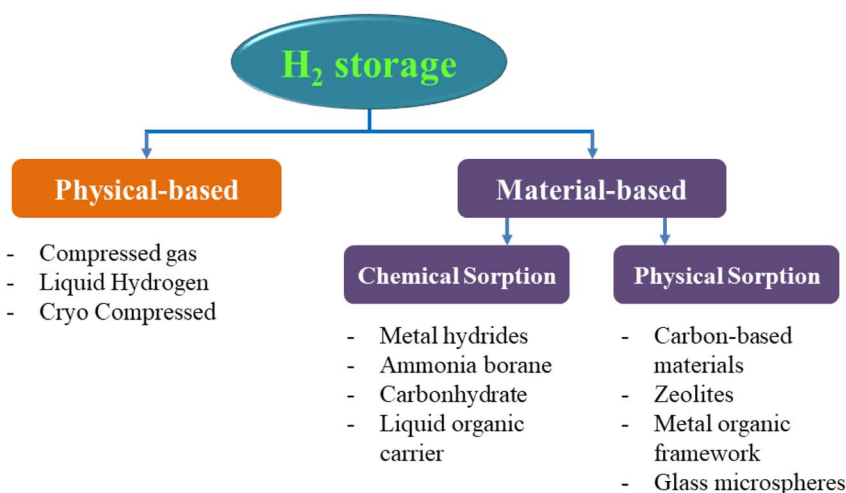 H₂ storage
Physical-based
Material-based
- Compressed gas
- Liquid Hydrogen
- Cryo Compressed
Chemical Sorption
- Metal hydrides
- Ammonia borane
- Carbonhydrate
- Liquid organic
carrier
Physical Sorption
- Carbon-based
materials
- Zeolites
- Metal organic
framework
- Glass microspheres